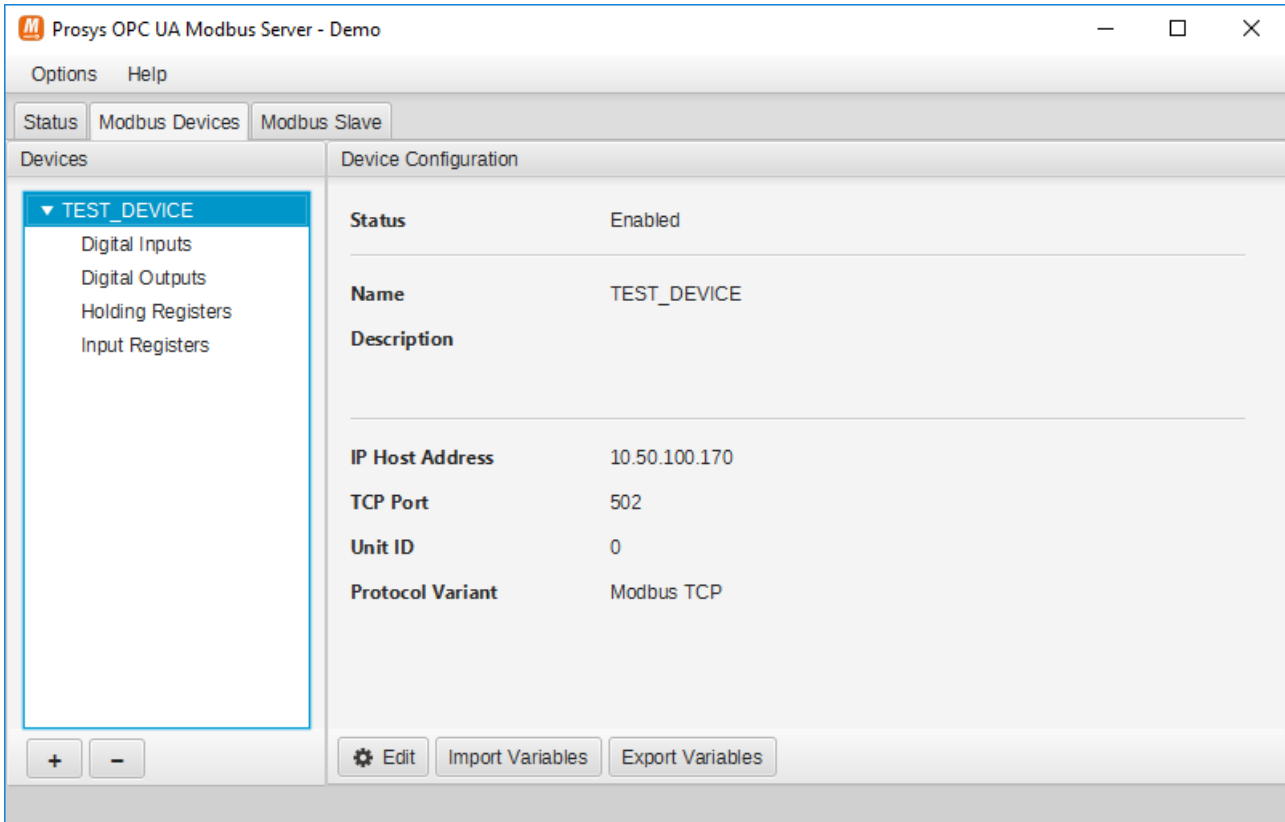 Prosys OPC UA Modbus Server - Demo
Options Help
Status Modbus Devices Modbus Slave
Devices
TEST_DEVICE
Digital Inputs
Digital Outputs
Holding Registers
Input Registers
+ -
Device Configuration
Status Enabled
Name TEST_DEVICE
Description
IP Host Address 10.50.100.170
TCP Port 502
Unit ID 0
Protocol Variant Modbus TCP
Edit Import Variables Export Variables